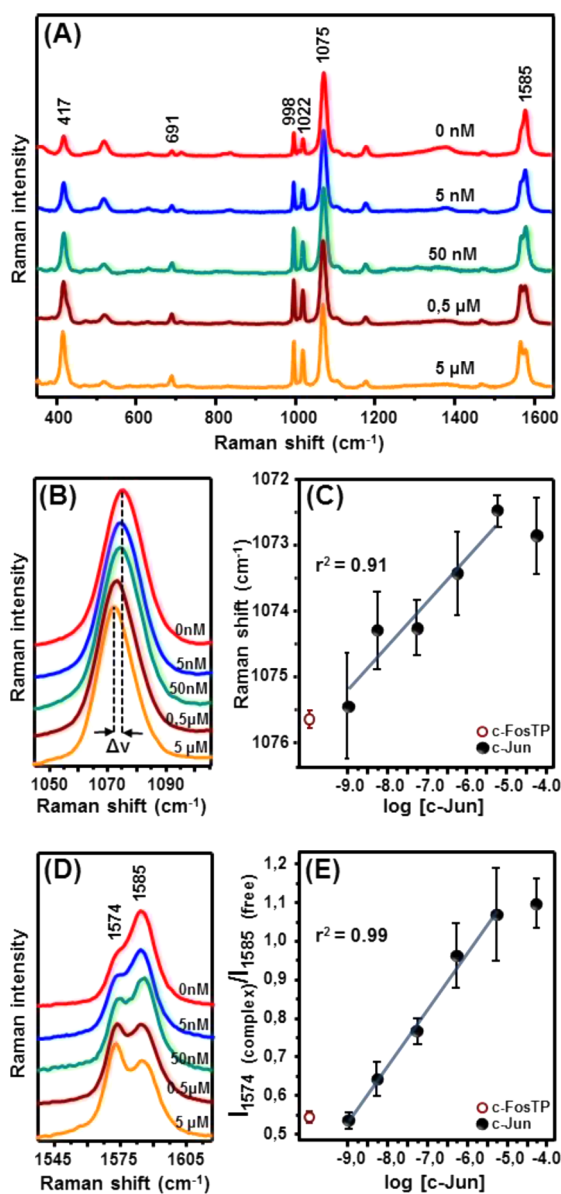 (A)
417
691
998
1022
1075
1585
0 nM
5 nM
50 nM
0,5 µM
5 µM
Raman intensity
400 600 800 1000 1200 1400 1600
Raman shift (cm-1)
(B)
0nM
5nM
50nM
0.5µM
5 µM
Δν
Raman intensity
1050 1070 1090
Raman shift (cm-1)
(C)
1072
1073
1074
1075
1076
Raman shift (cm-1)
r2 = 0.91
c-FosTP
c-Jun
-9.0 -8.0 -7.0 -6.0 -5.0 -4.0
log [c-Jun]
(D)
1574
1585
0nM
5nM
50nM
0.5µM
5 µM
Raman intensity
1545 1575 1605
Raman shift (cm-1)
(E)
1,2
1,1
1,0
0,9
0,8
0,7
0,6
0,5
I1574 (complex)/I1585 (free)
r2 = 0.99
c-FosTP
c-Jun
-9,0 -8,0 -7,0 -6,0 -5,0 -4.0
log [c-Jun]